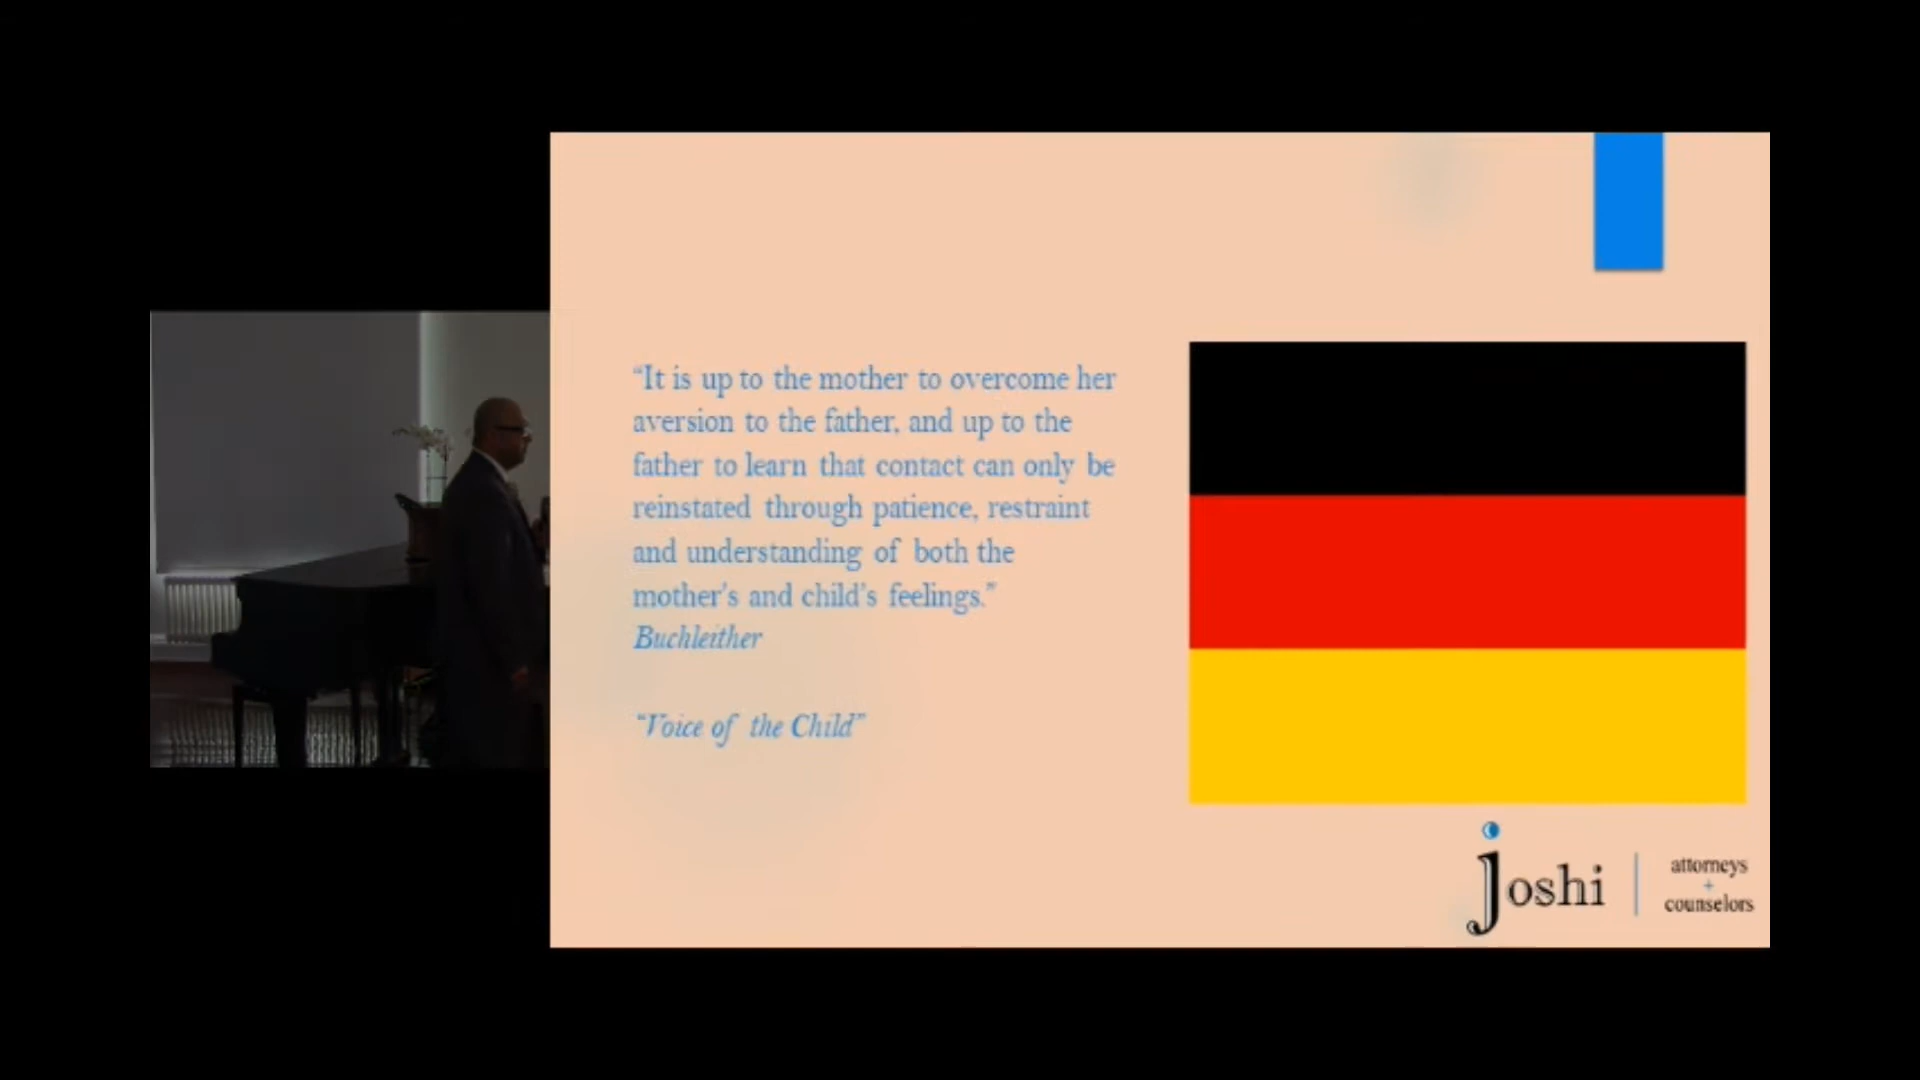 “It is up to the mother to overcome her
aversion to the father, and up to the
father to learn that contact can only be
reinstated through patience, restraint
and understanding of both the
mother's and child's feelings.”
Buchleither
“Voice of the Child”
joshi
attorneys
+
counselors